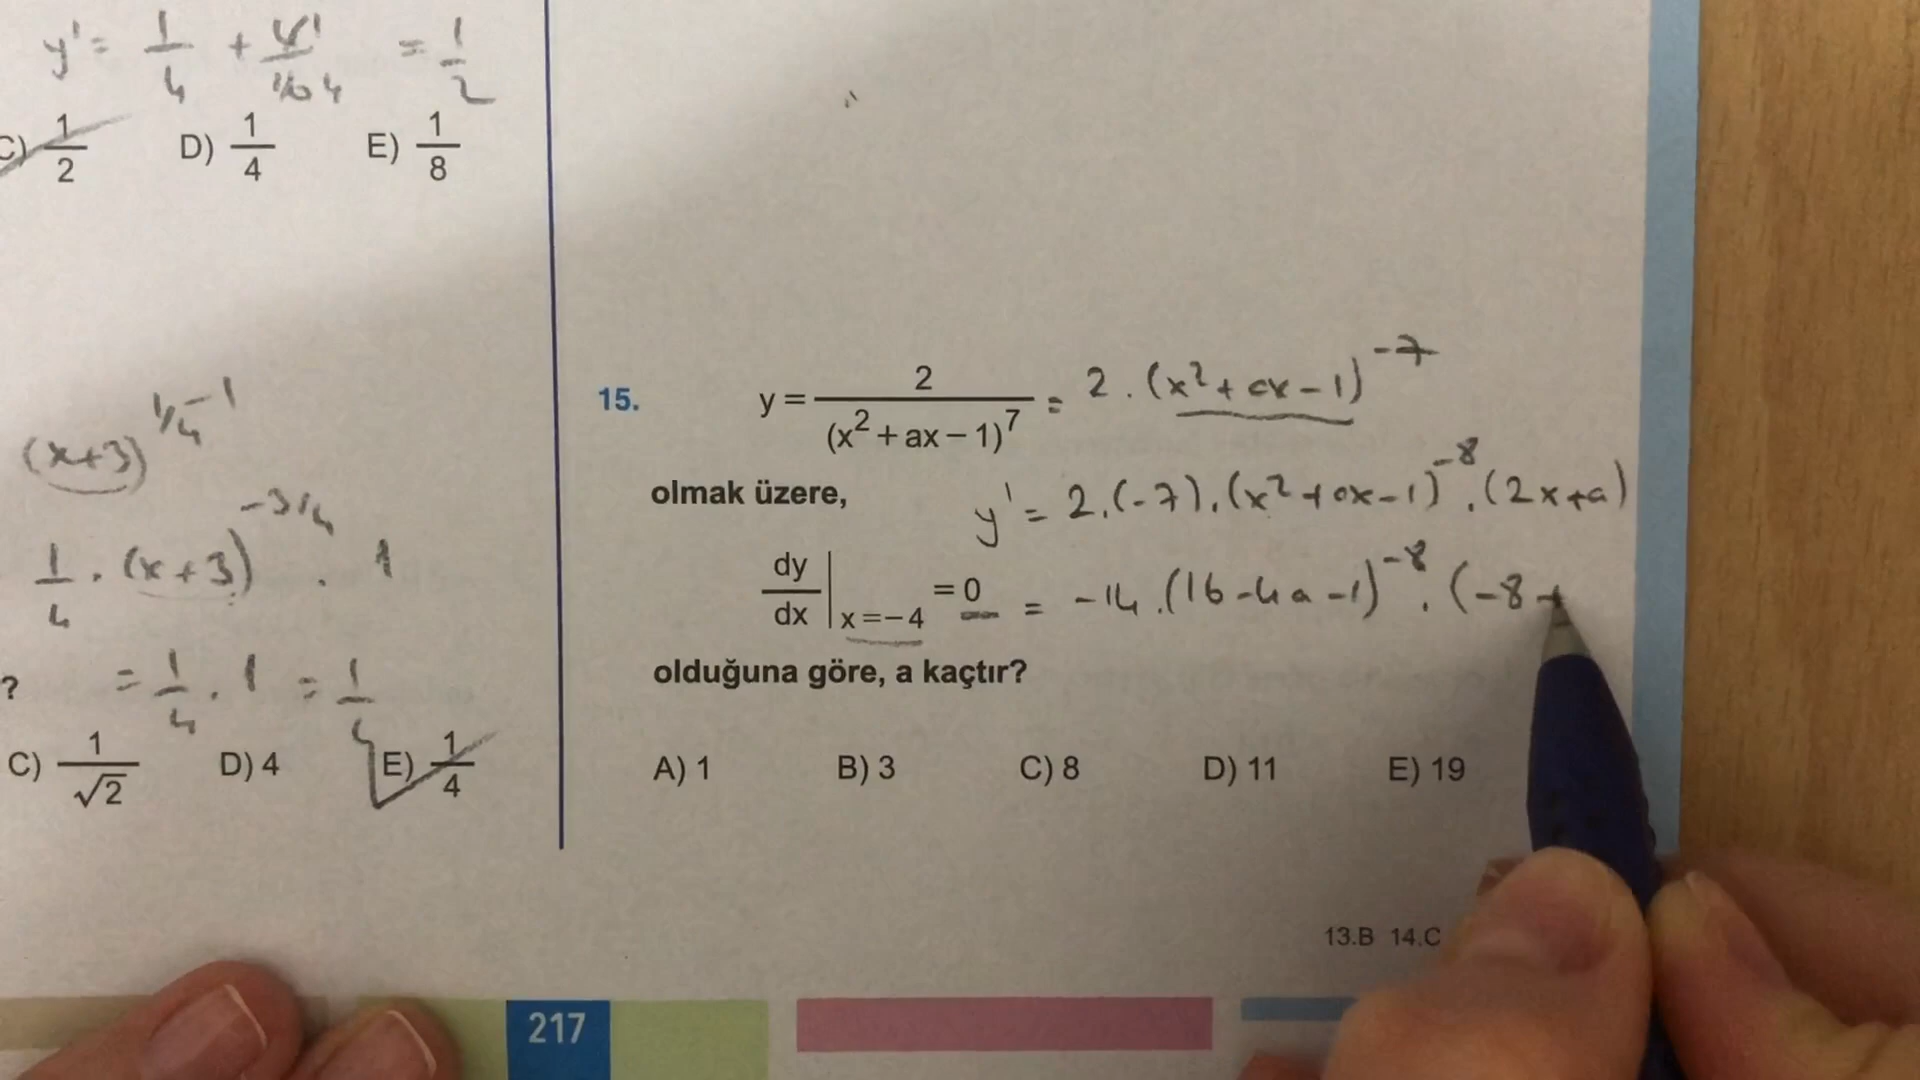 y' = 1/4 + 4'/16 4 = 1/2
C) 1/2 D) 1/4 E) 1/8
(x+3)^1/4 - 1
1/4 . (x+3)^-3/4 . 1
? = 1/4 . 1 = 1/4
C) 1/√2 D) 4 E) 1/4
15. y = 2/(x² + ax – 1)⁷ = 2 . (x² + ax - 1)^-7
olmak üzere,
y' = 2.(-7).(x² + ax - 1)^-8 . (2x+a)
dy/dx | x = – 4 = 0 = -14 . (16 - 4a - 1)^-8 . (-8 +
olduğuna göre, a kaçtır?
A) 1 B) 3 C) 8 D) 11 E) 19
13.B 14.C
217